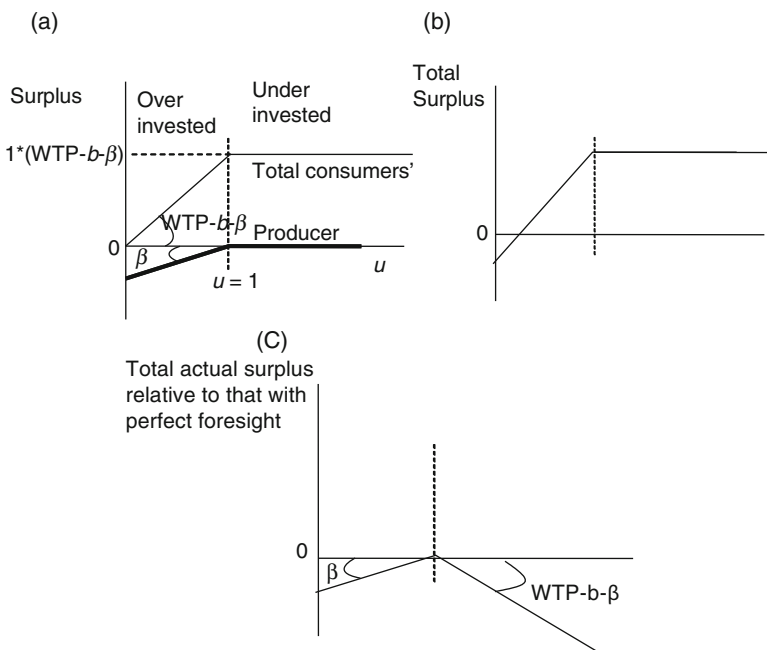 (a)
Surplus
Over
invested
Under
invested
1*(WTP-b-β)
Total consumers'
WTP-b-β
0
β
Producer
u = 1
u
(b)
Total
Surplus
0
(C)
Total actual surplus
relative to that with
perfect foresight
0
β
WTP-b-β